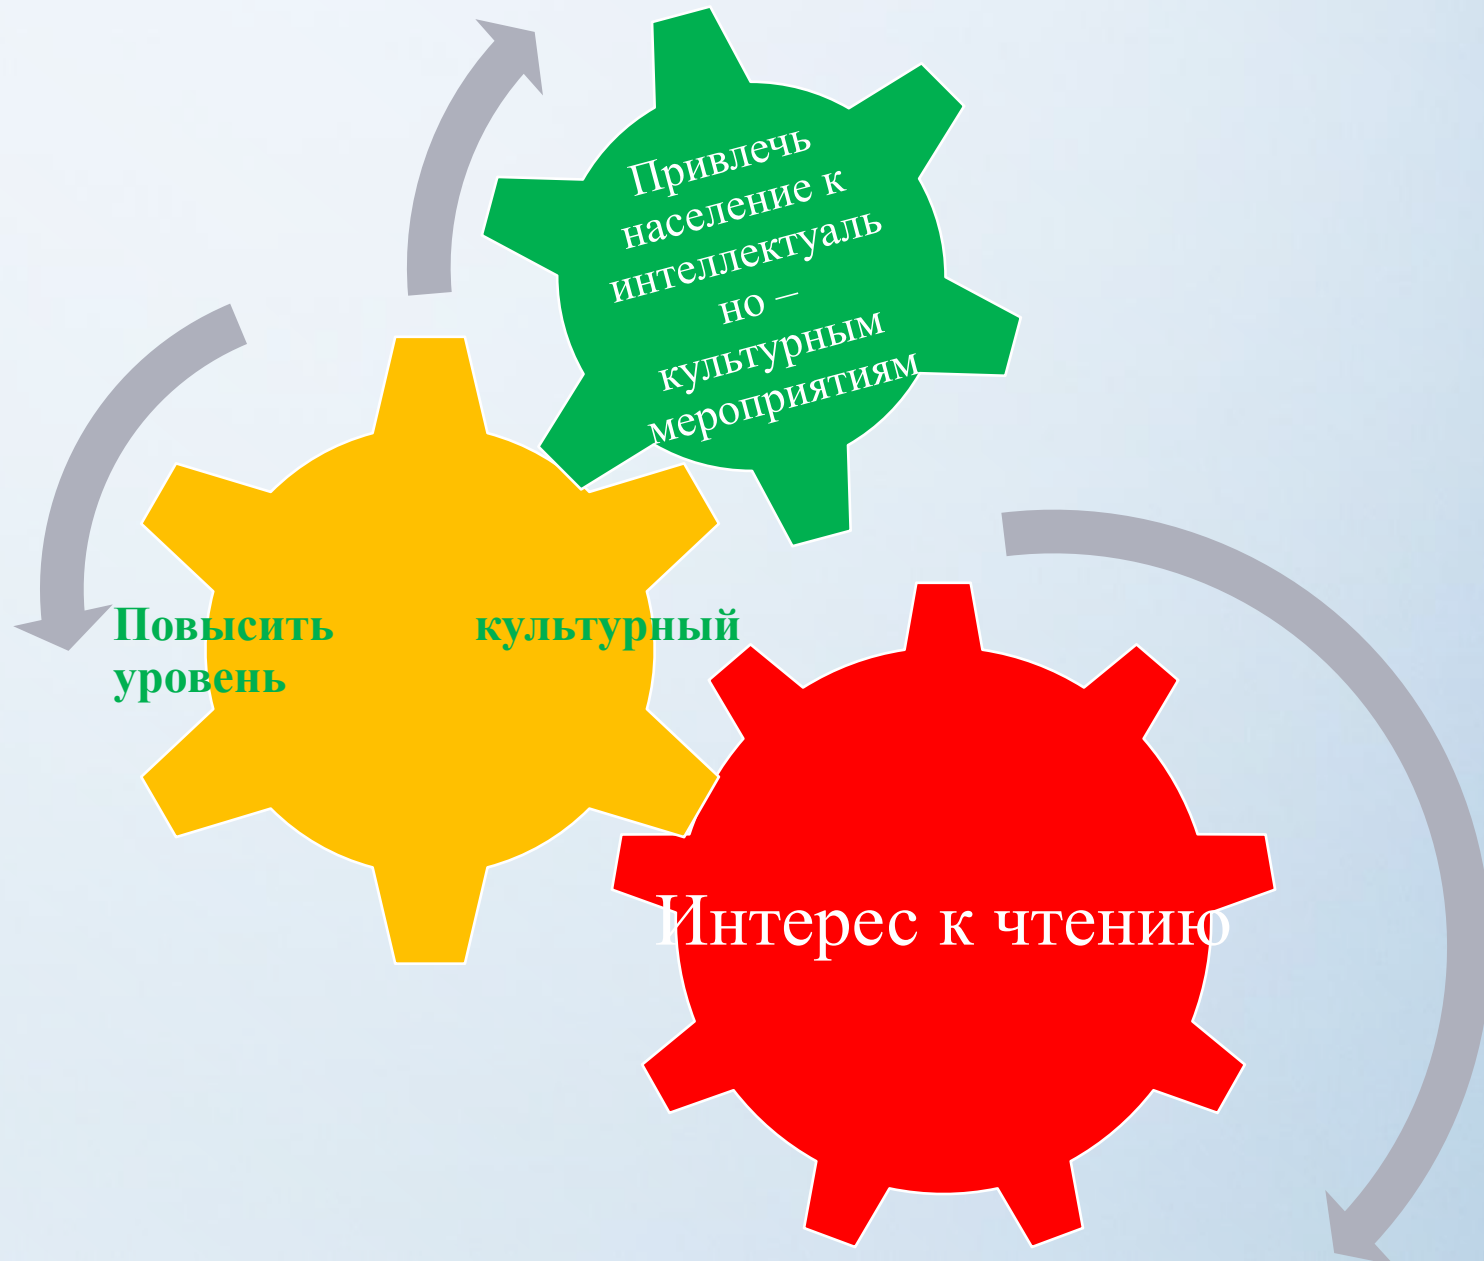 Привлечь
население к
интеллектуаль
но –
культурным
мероприятиям
Повысить культурный
уровень
Интерес к чтению